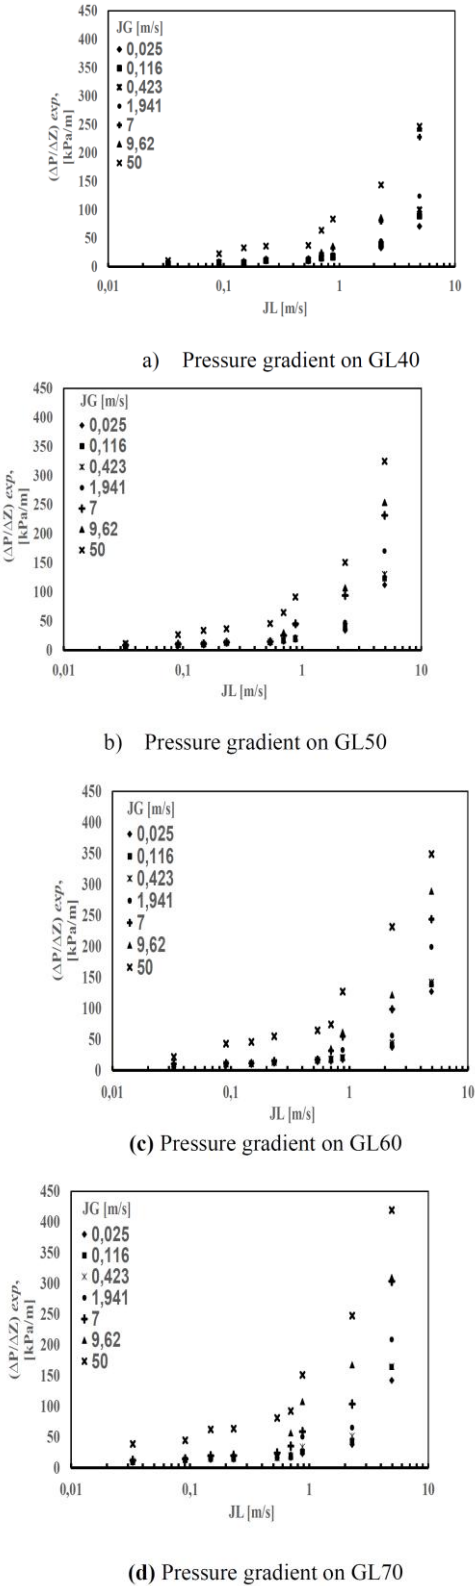 450
400
350
300
250
200
150
100
50
0
(ΔP/ΔZ) exp,
[kPa/m]
JG [m/s]
0,025
0,116
0,423
1,941
7
9,62
50
0,01 0,1 1 10
JL [m/s]
a) Pressure gradient on GL40
450
400
350
300
250
200
150
100
50
0
(ΔP/ΔZ) exp,
[kPa/m]
JG [m/s]
0,025
0,116
0,423
1,941
7
9,62
50
0,01 0,1 1 10
JL [m/s]
b) Pressure gradient on GL50
450
400
350
300
250
200
150
100
50
0
(ΔP/ΔZ) exp,
[kPa/m]
JG [m/s]
0,025
0,116
0,423
1,941
7
9,62
50
0,01 0,1 1 10
JL [m/s]
(c) Pressure gradient on GL60
450
400
350
300
250
200
150
100
50
0
(ΔP/ΔZ) exp,
[kPa/m]
JG [m/s]
0,025
0,116
0,423
1,941
7
9,62
50
0,01 0,1 1 10
JL [m/s]
(d) Pressure gradient on GL70